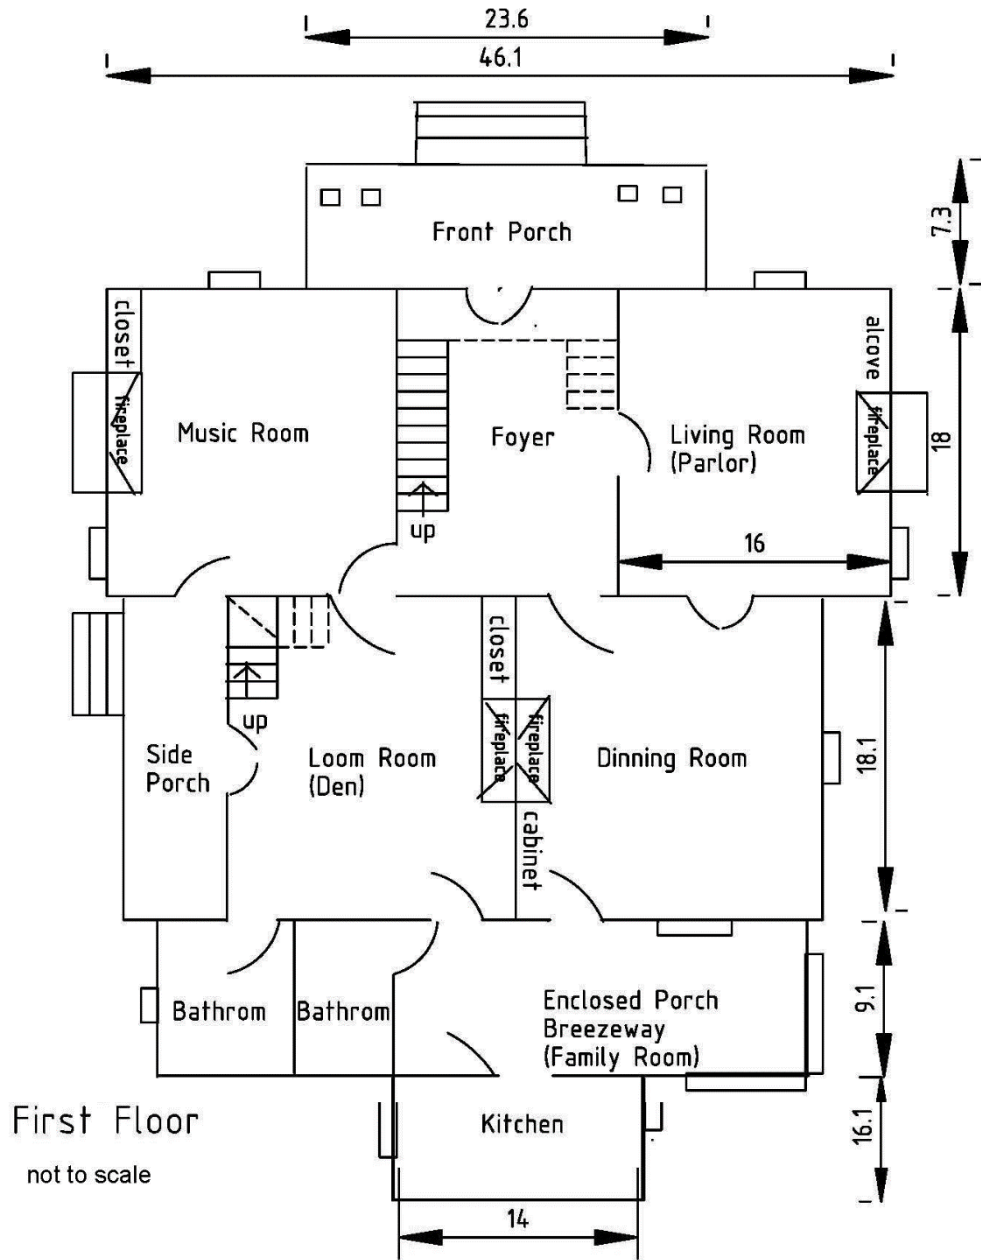 23.6
46.1
7.3
Front Porch
closet
fireplace
Music Room
Foyer
up
Living Room
(Parlor)
alcove
fireplace
18
16
closet
fireplace
fireplace
cabinet
up
Side
Porch
Loom Room
(Den)
Dinning Room
18.1
Bathrom
Bathrom
Enclosed Porch
Breezeway
(Family Room)
9.1
First Floor
not to scale
Kitchen
16.1
14